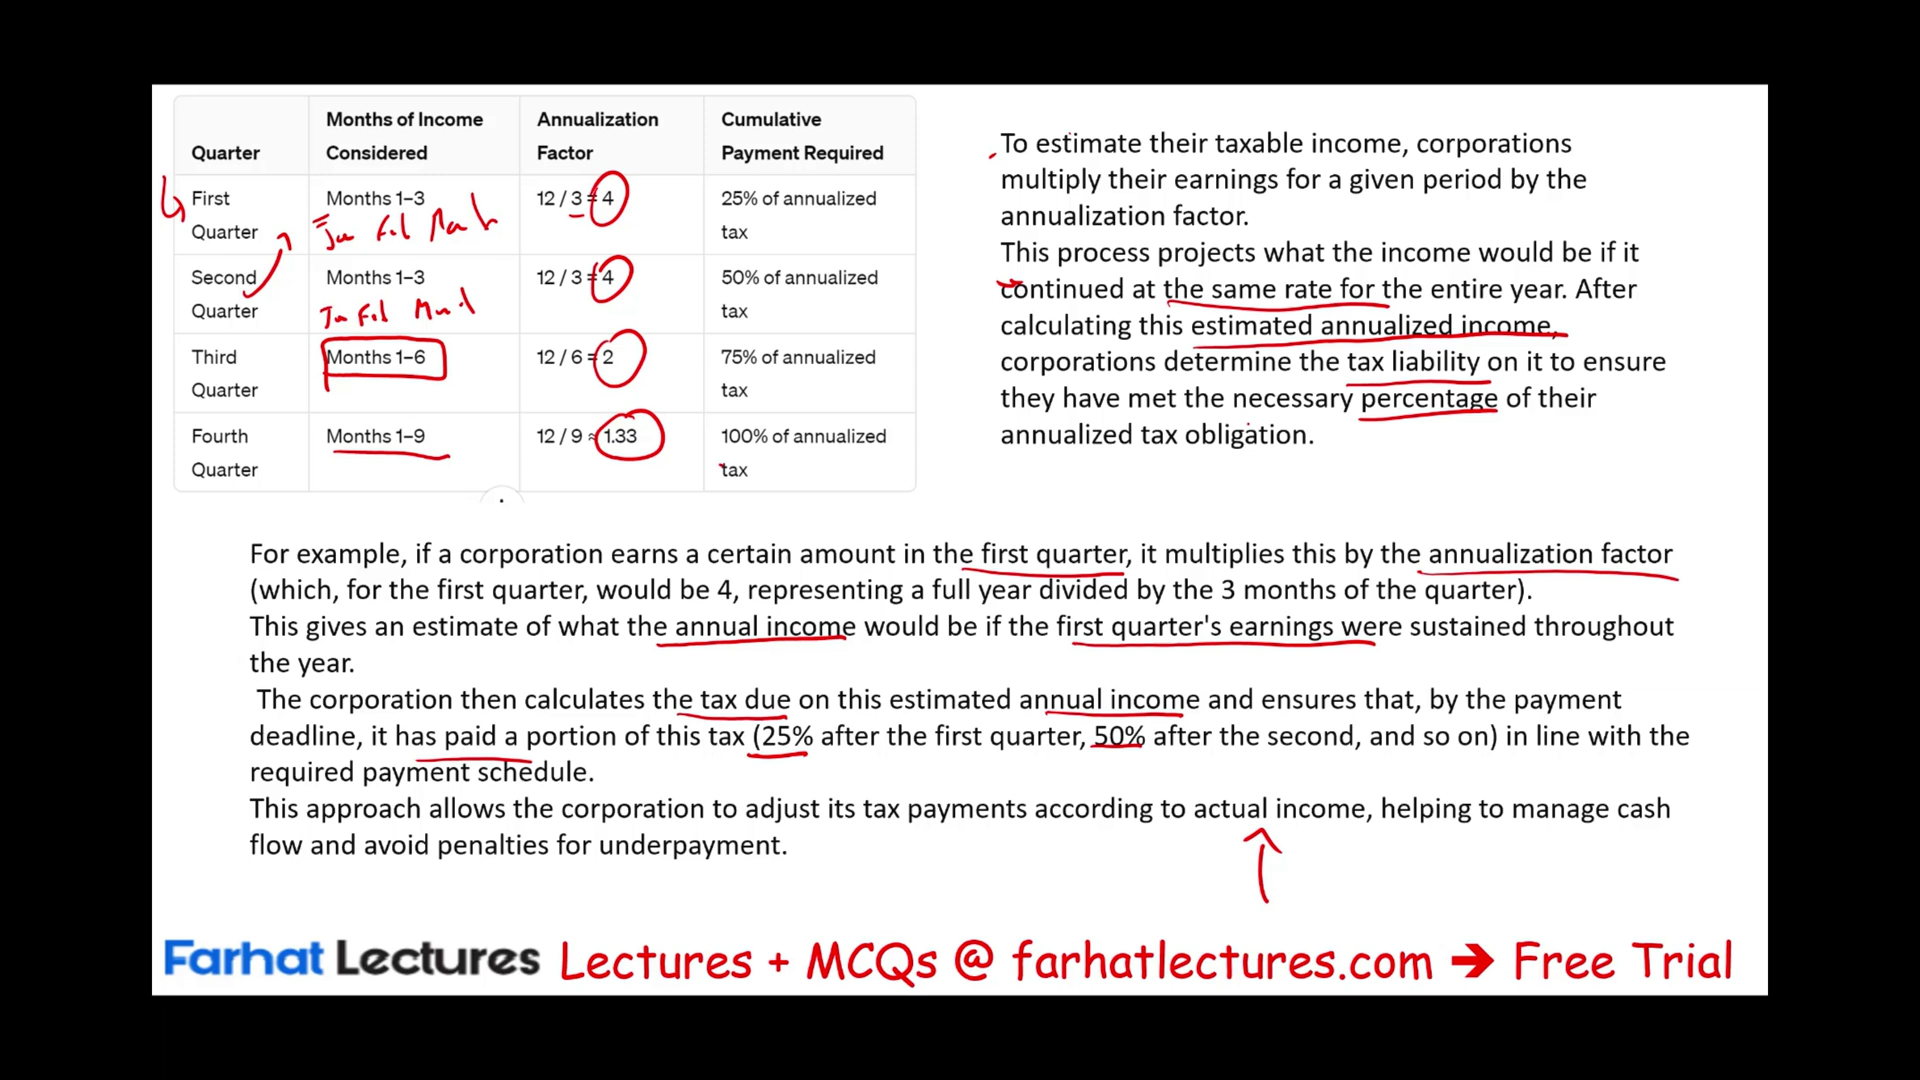 Quarter	Months of Income Considered	Annualization Factor	Cumulative Payment Required
First Quarter	Months 1–3	12 / 3 = 4	25% of annualized tax
Second Quarter	Months 1–3	12 / 3 = 4	50% of annualized tax
Third Quarter	Months 1–6	12 / 6 = 2	75% of annualized tax
Fourth Quarter	Months 1–9	12 / 9 ≈ 1.33	100% of annualized tax
To estimate their taxable income, corporations
multiply their earnings for a given period by the
annualization factor.
This process projects what the income would be if it
continued at the same rate for the entire year. After
calculating this estimated annualized income,
corporations determine the tax liability on it to ensure
they have met the necessary percentage of their
annualized tax obligation.
For example, if a corporation earns a certain amount in the first quarter, it multiplies this by the annualization factor
(which, for the first quarter, would be 4, representing a full year divided by the 3 months of the quarter).
This gives an estimate of what the annual income would be if the first quarter's earnings were sustained throughout
the year.
The corporation then calculates the tax due on this estimated annual income and ensures that, by the payment
deadline, it has paid a portion of this tax (25% after the first quarter, 50% after the second, and so on) in line with the
required payment schedule.
This approach allows the corporation to adjust its tax payments according to actual income, helping to manage cash
flow and avoid penalties for underpayment.
Farhat Lectures Lectures + MCQs @ farhatlectures.com → Free Trial